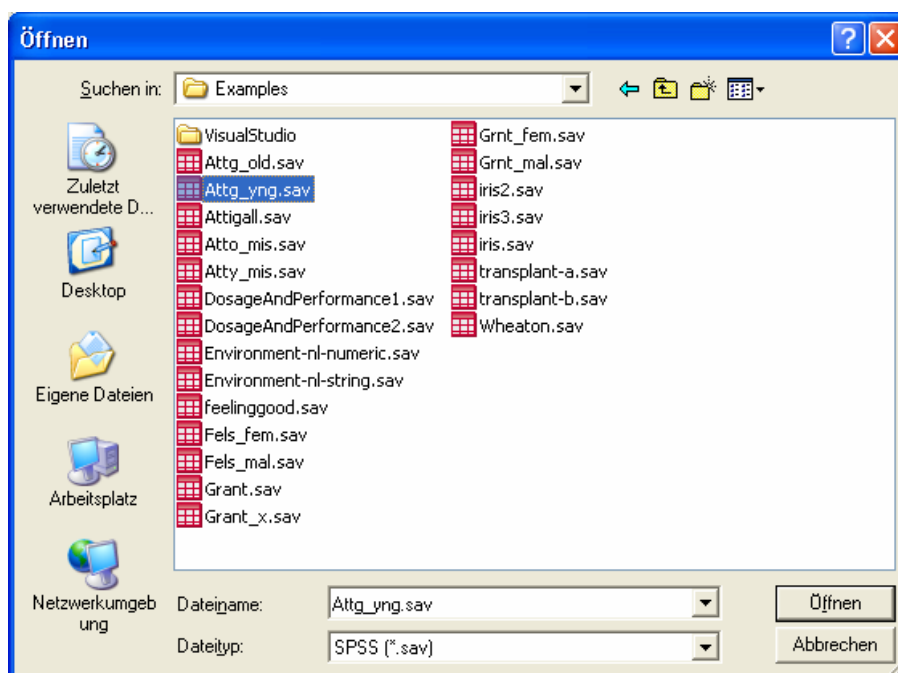 Öffnen
Suchen in:
Examples
Zuletzt
verwendete D...
Desktop
Eigene Dateien
Arbeitsplatz
Netzwerkumgeb
ung
VisualStudio
Attg_old.sav
Attg_yng.sav
Attigall.sav
Atto_mis.sav
Atty_mis.sav
DosageAndPerformance1.sav
DosageAndPerformance2.sav
Environment-nl-numeric.sav
Environment-nl-string.sav
feelinggood.sav
Fels_fem.sav
Fels_mal.sav
Grant.sav
Grant_x.sav
Grnt_fem.sav
Grnt_mal.sav
iris2.sav
iris3.sav
iris.sav
transplant-a.sav
transplant-b.sav
Wheaton.sav
Dateiname:
Attg_yng.sav
Öffnen
Dateityp:
SPSS (*.sav)
Abbrechen